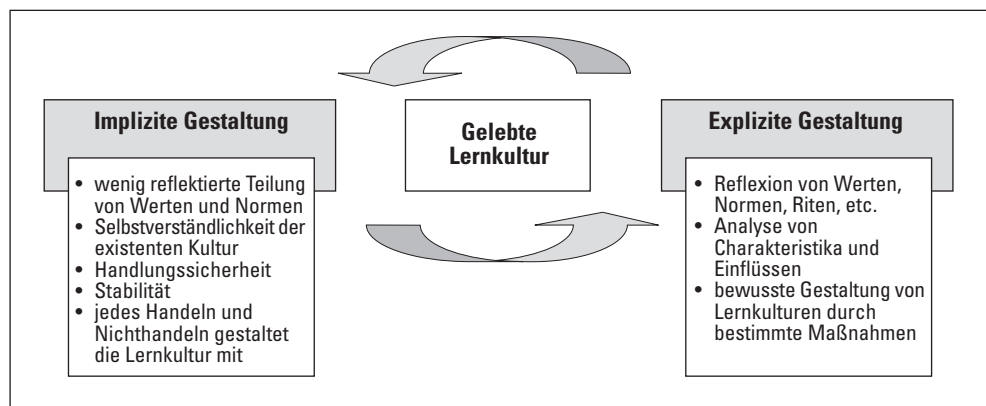 Implizite Gestaltung
• wenig reflektierte Teilung
von Werten und Normen
• Selbstverständlichkeit der
existenten Kultur
• Handlungssicherheit
• Stabilität
• jedes Handeln und
Nichthandeln gestaltet
die Lernkultur mit
Gelebte
Lernkultur
Explizite Gestaltung
• Reflexion von Werten,
Normen, Riten, etc.
• Analyse von
Charakteristika und
Einflüssen
• bewusste Gestaltung von
Lernkulturen durch
bestimmte Maßnahmen